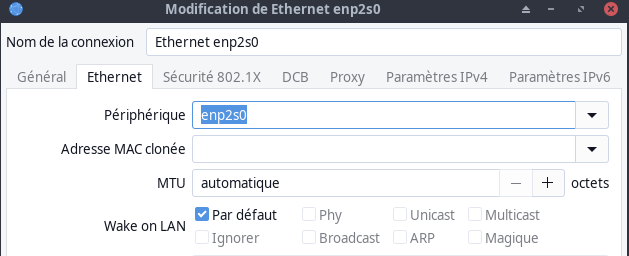 Modification de Ethernet enp2s0
Nom de la connexion Ethernet enp2s0
Général Ethernet Sécurité 802.1X DCB Proxy Paramètres IPv4 Paramètres IPv6
Périphérique enp2s0
Adresse MAC clonée
MTU automatique octets
Wake on LAN
Par défaut Phy Unicast Multicast
Ignorer Broadcast ARP Magique